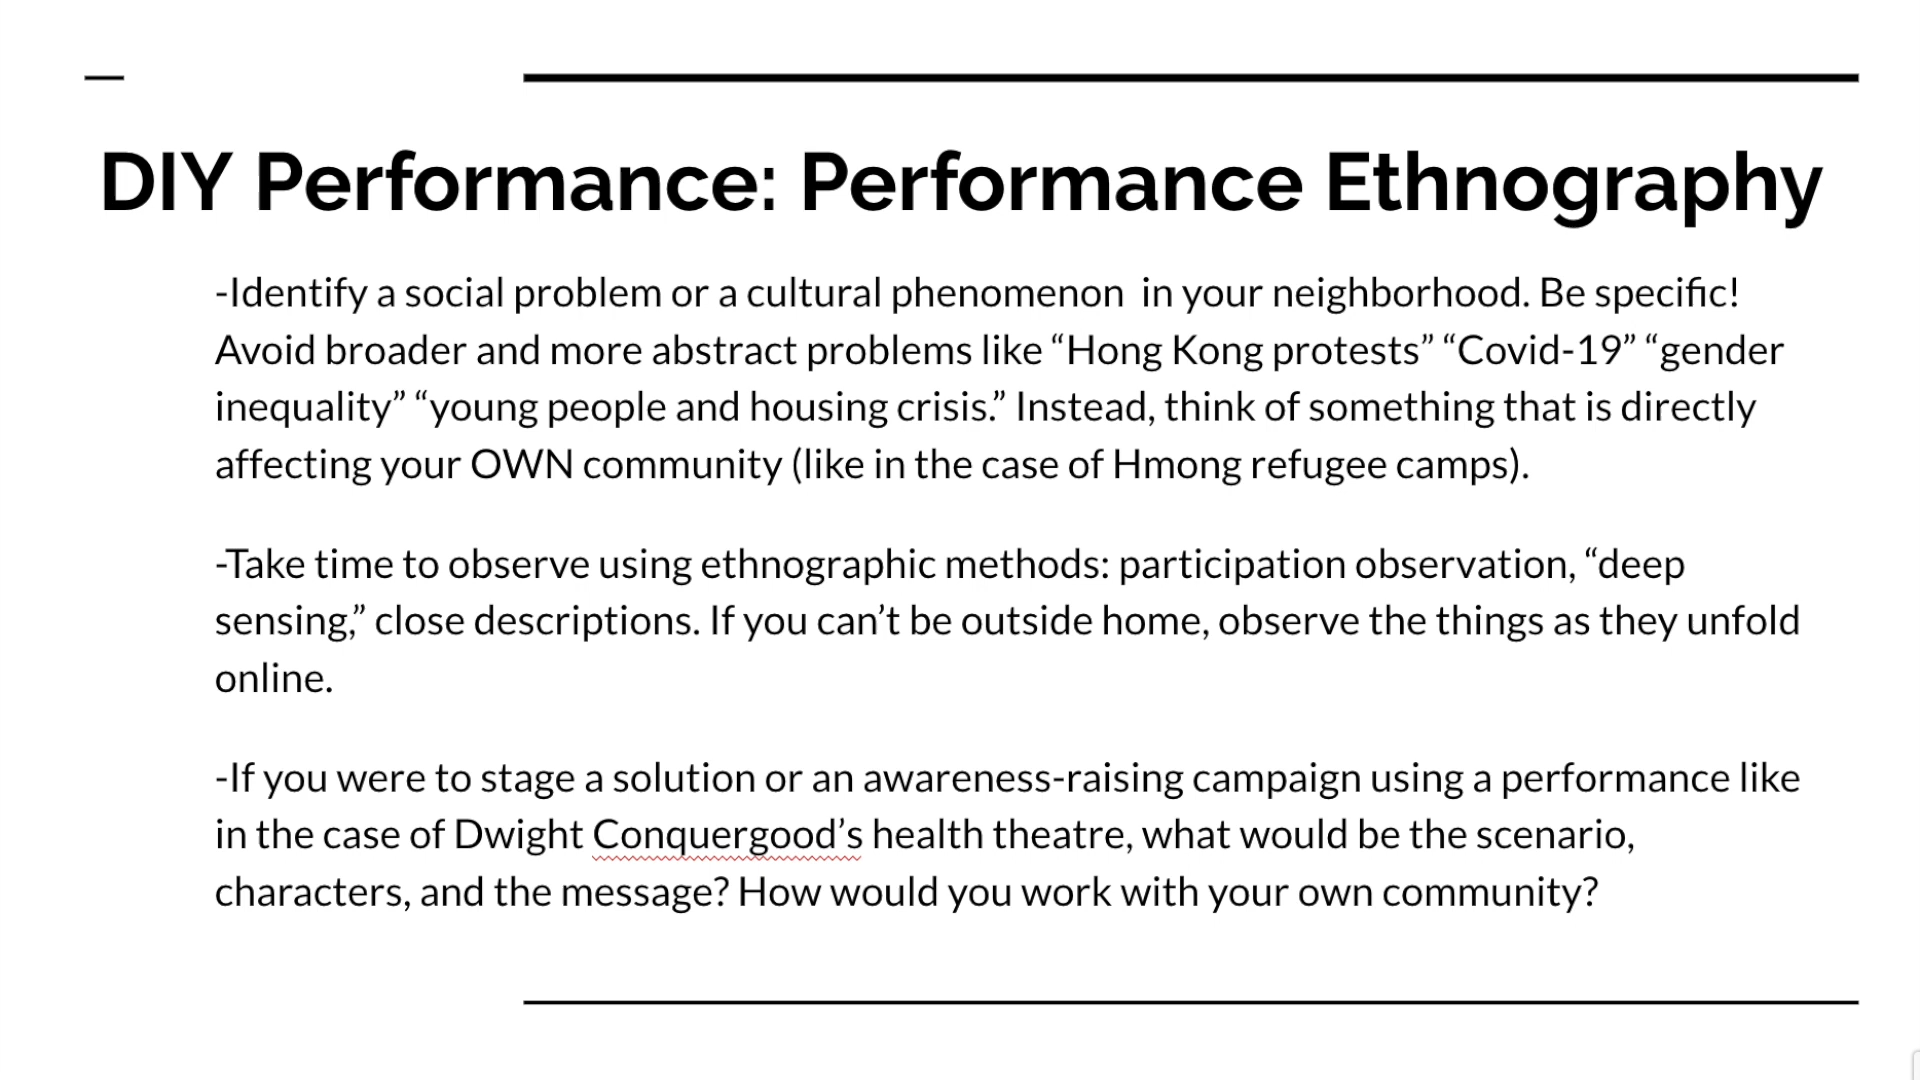 DIY Performance: Performance Ethnography
-Identify a social problem or a cultural phenomenon  in your neighborhood. Be specific!
Avoid broader and more abstract problems like “Hong Kong protests” “Covid-19” “gender
inequality” “young people and housing crisis.” Instead, think of something that is directly
affecting your OWN community (like in the case of Hmong refugee camps).
-Take time to observe using ethnographic methods: participation observation, “deep
sensing,” close descriptions. If you can’t be outside home, observe the things as they unfold
online.
-If you were to stage a solution or an awareness-raising campaign using a performance like
in the case of Dwight Conquergood’s health theatre, what would be the scenario,
characters, and the message? How would you work with your own community?